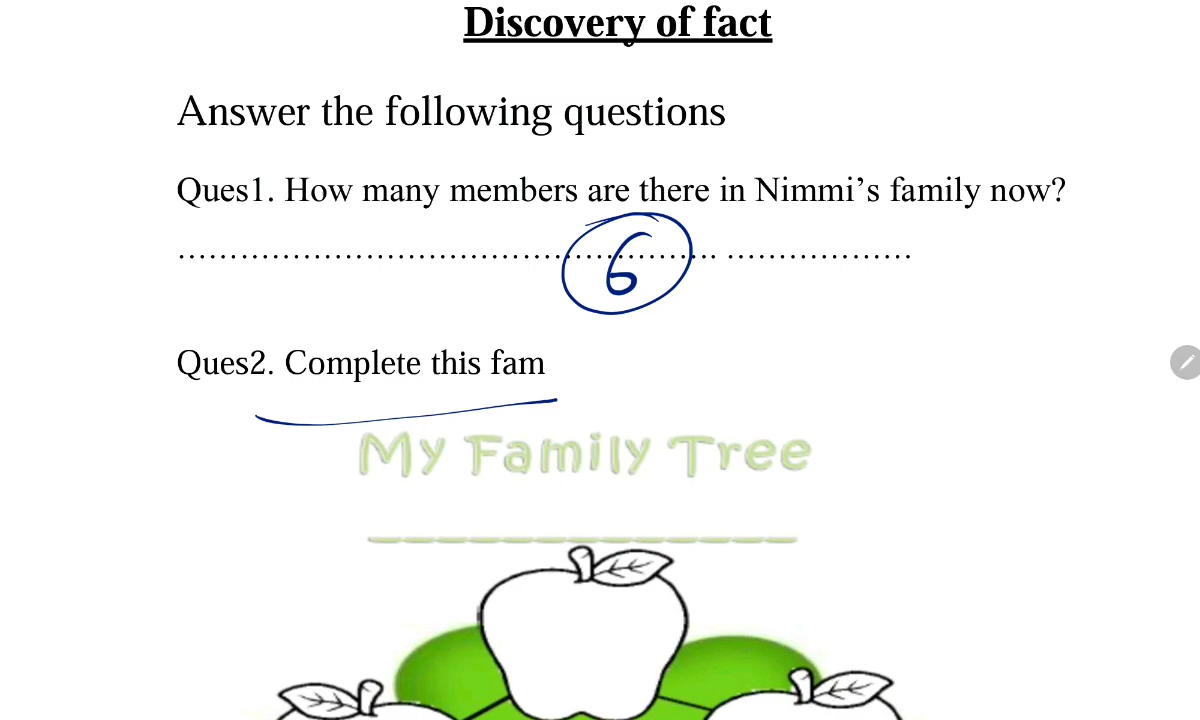 Discovery of fact
Answer the following questions
Ques1. How many members are there in Nimmi’s family now?
........................................................... ..................
6
Ques2. Complete this fam
My Family Tree
_____________